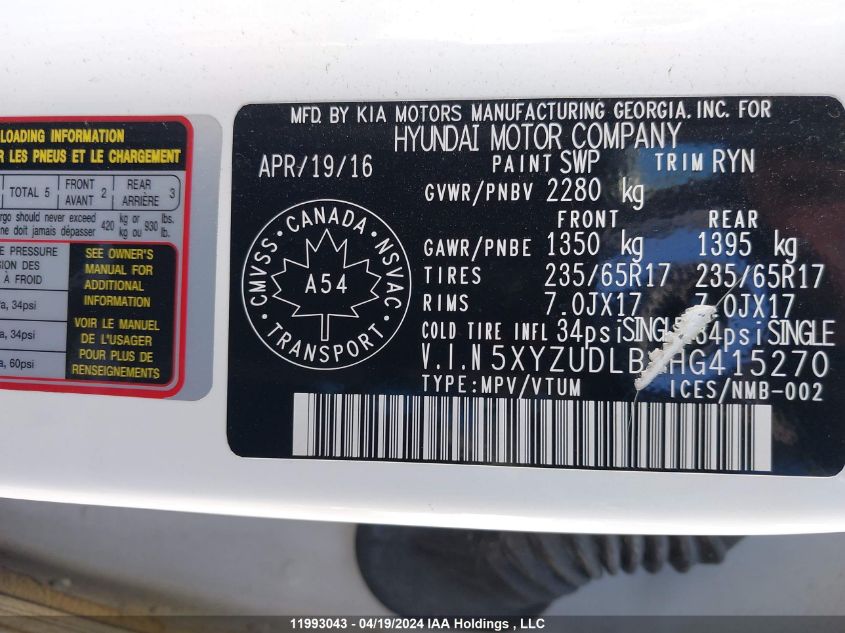 LOADING INFORMATION
R LES PNEUS ET LE CHARGEMENT
TOTAL 5 FRONT AVANT 2 REAR ARRIÈRE 3
rgo should never exceed 420 kg or 930 lbs.
ne doit jamais dépasser kg ou lb.
E PRESSURE
SION DES
À FROID
a, 34psi
a, 34psi
a, 60psi
SEE OWNER'S
MANUAL FOR
ADDITIONAL
INFORMATION
VOIR LE MANUEL
DE L'USAGER
POUR PLUS DE
RENSEIGNEMENTS
MFD. BY KIA MOTORS MANUFACTURING GEORGIA. INC. FOR
HYUNDAI MOTOR COMPANY
APR/19/16 PAINT SWP TRIM RYN
GVWR/PNBV 2280 kg
FRONT REAR
GAWR/PNBE 1350 kg 1395 kg
TIRES 235/65R17 235/65R17
RIMS 7.0JX17 7.0JX17
COLD TIRE INFL 34psi SINGLE 34psi SINGLE
V.I.N 5XYZUDLB HG415270
TYPE: MPV/VTUM ICES/NMB-002
CMVSS • CANADA • NSVAC • TRANSPORT •
A54
11993043 - 04/19/2024 IAA Holdings , LLC